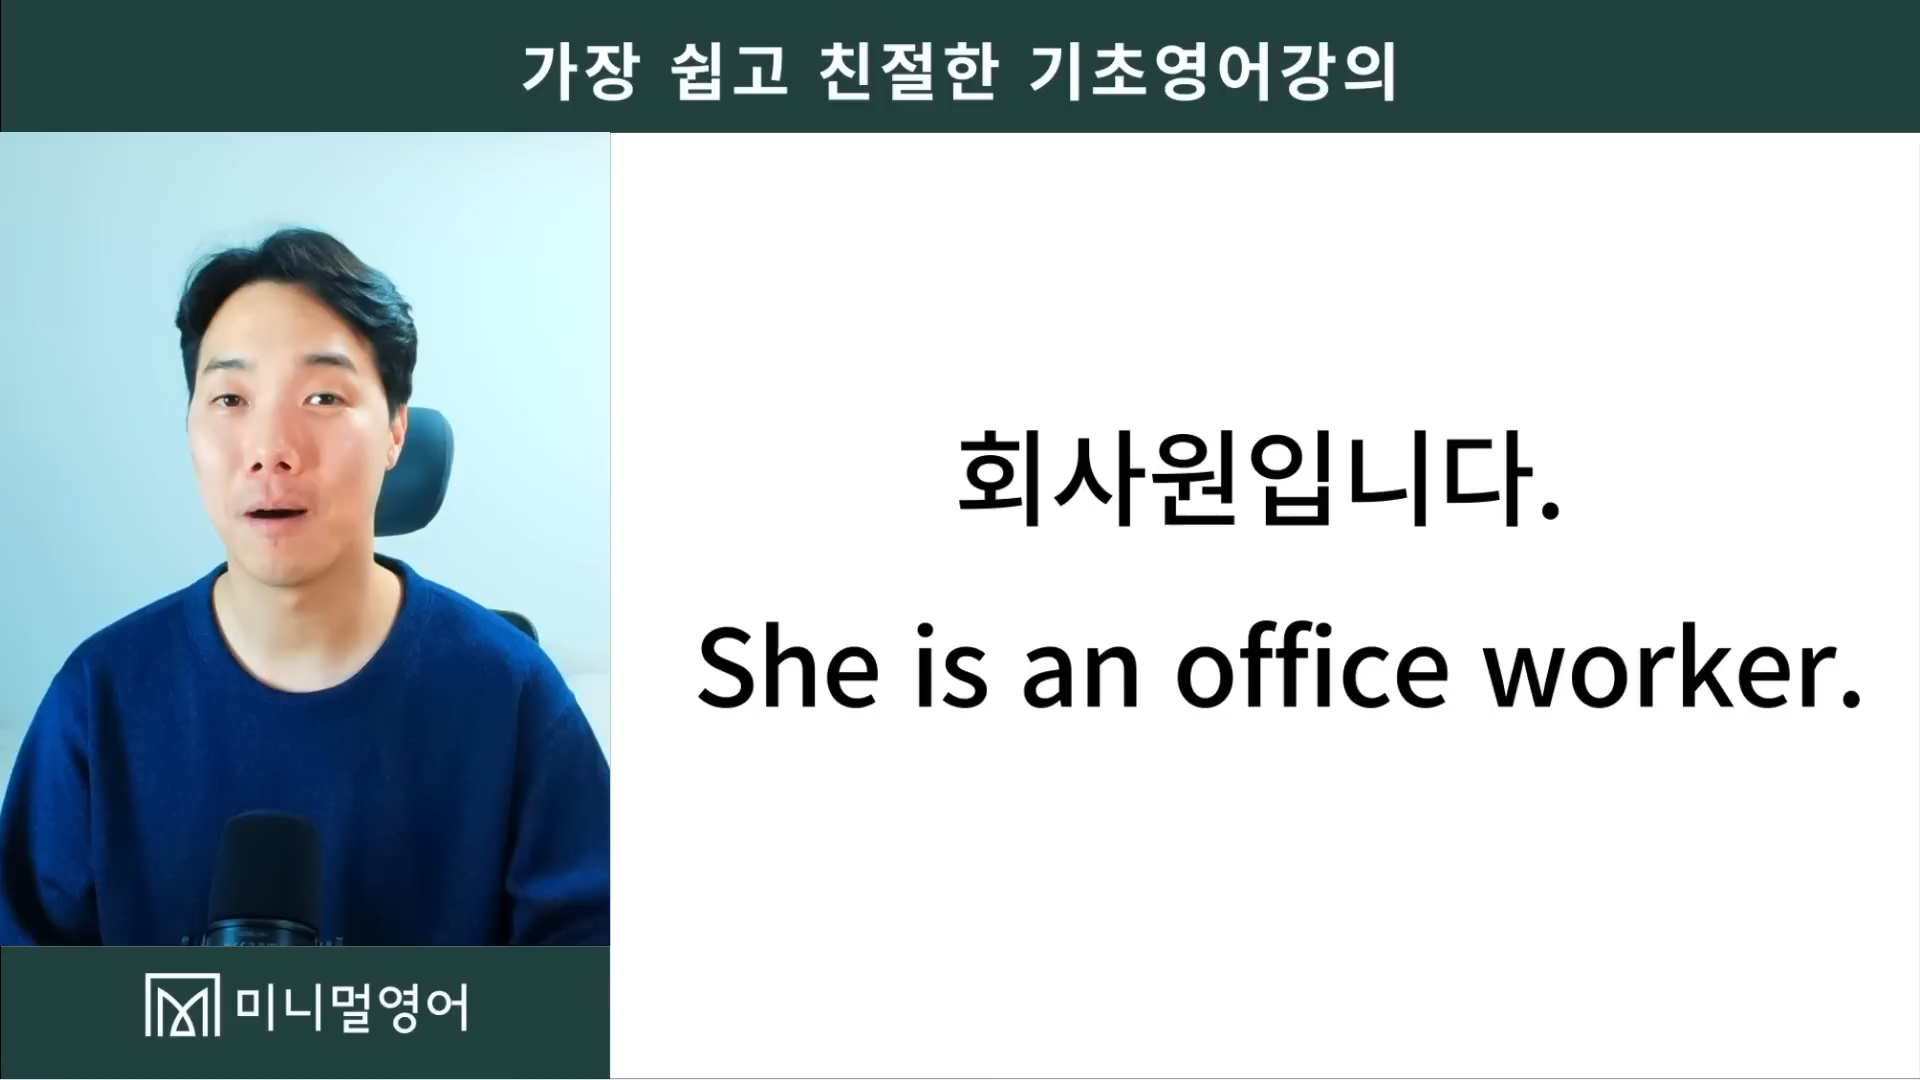 가장 쉽고 친절한 기초영어강의
회사원입니다.
She is an office worker.
미니멀영어